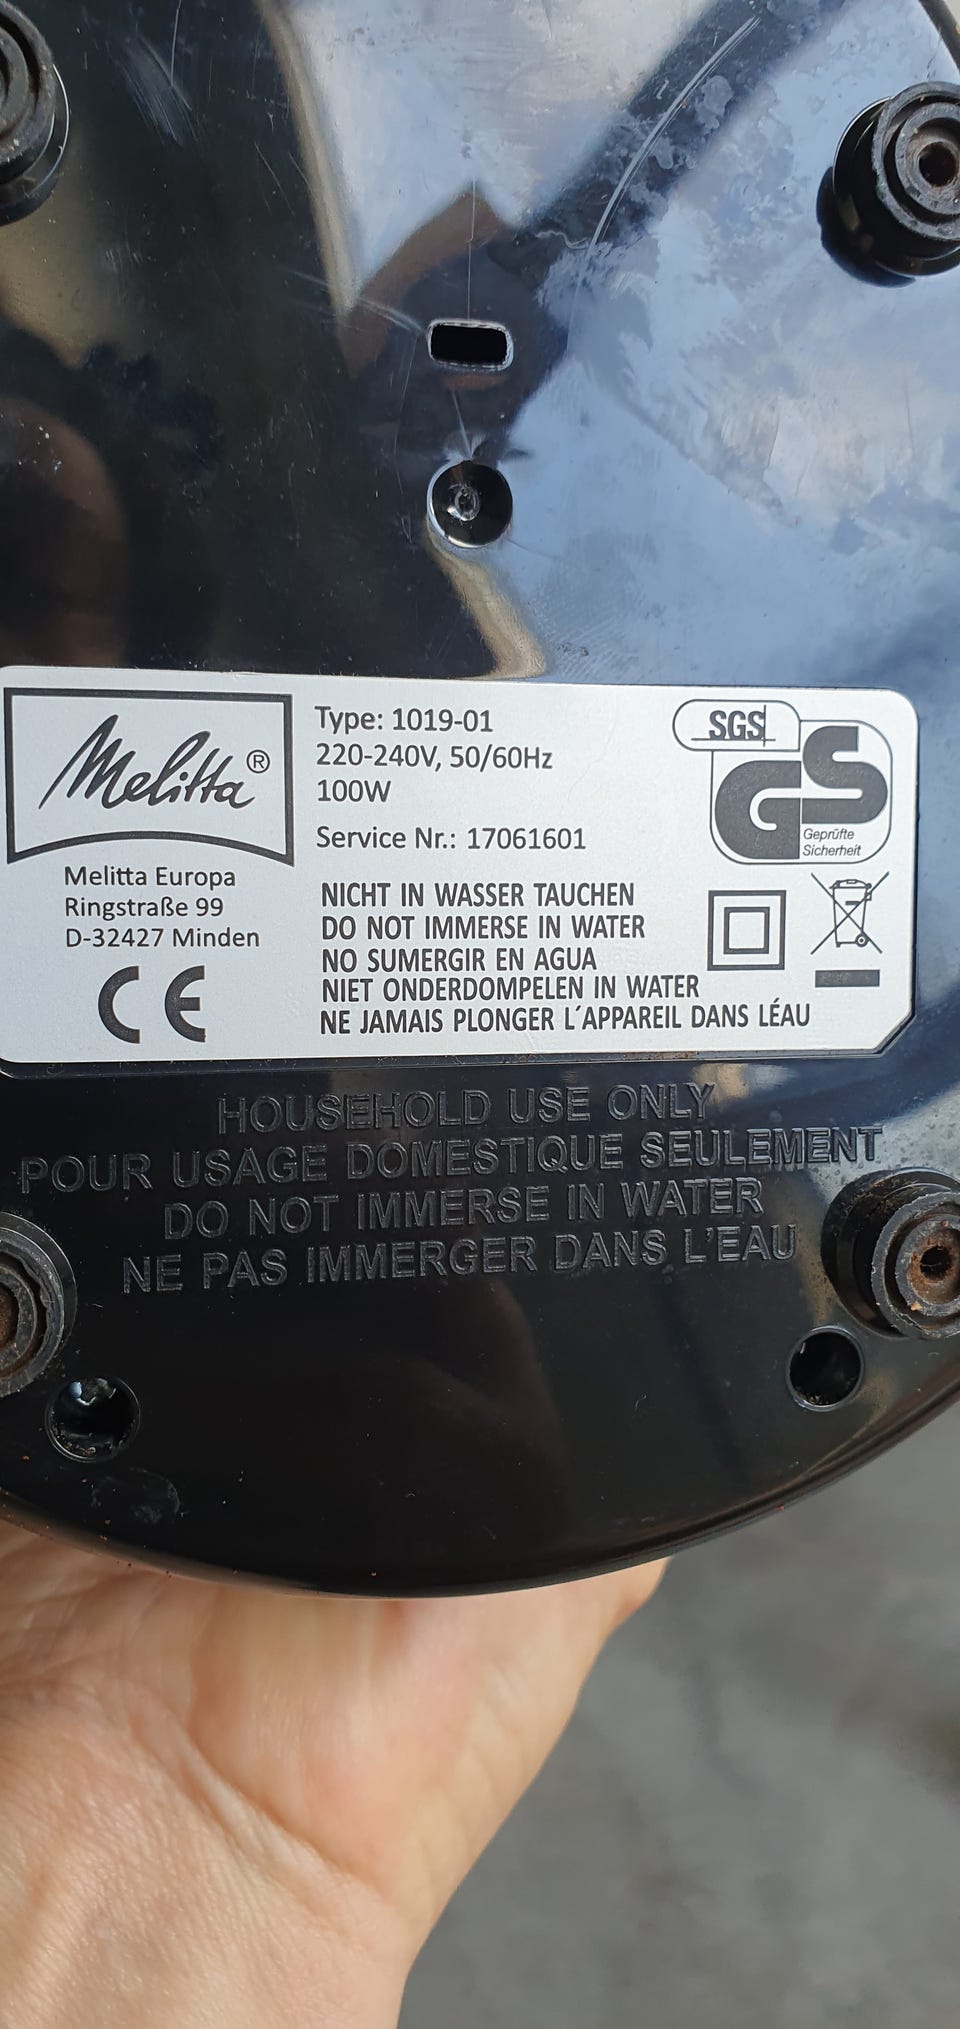 Melitta®
Melitta Europa
Ringstraße 99
D-32427 Minden
CE
Type: 1019-01
220-240V, 50/60Hz
100W
Service Nr.: 17061601
NICHT IN WASSER TAUCHEN
DO NOT IMMERSE IN WATER
NO SUMERGIR EN AGUA
NIET ONDERDOMPELEN IN WATER
NE JAMAIS PLONGER L´APPAREIL DANS LÉAU
SGS
GS
Geprüfte
Sicherheit
HOUSEHOLD USE ONLY
POUR USAGE DOMESTIQUE SEULEMENT
DO NOT IMMERSE IN WATER
NE PAS IMMERGER DANS L'EAU